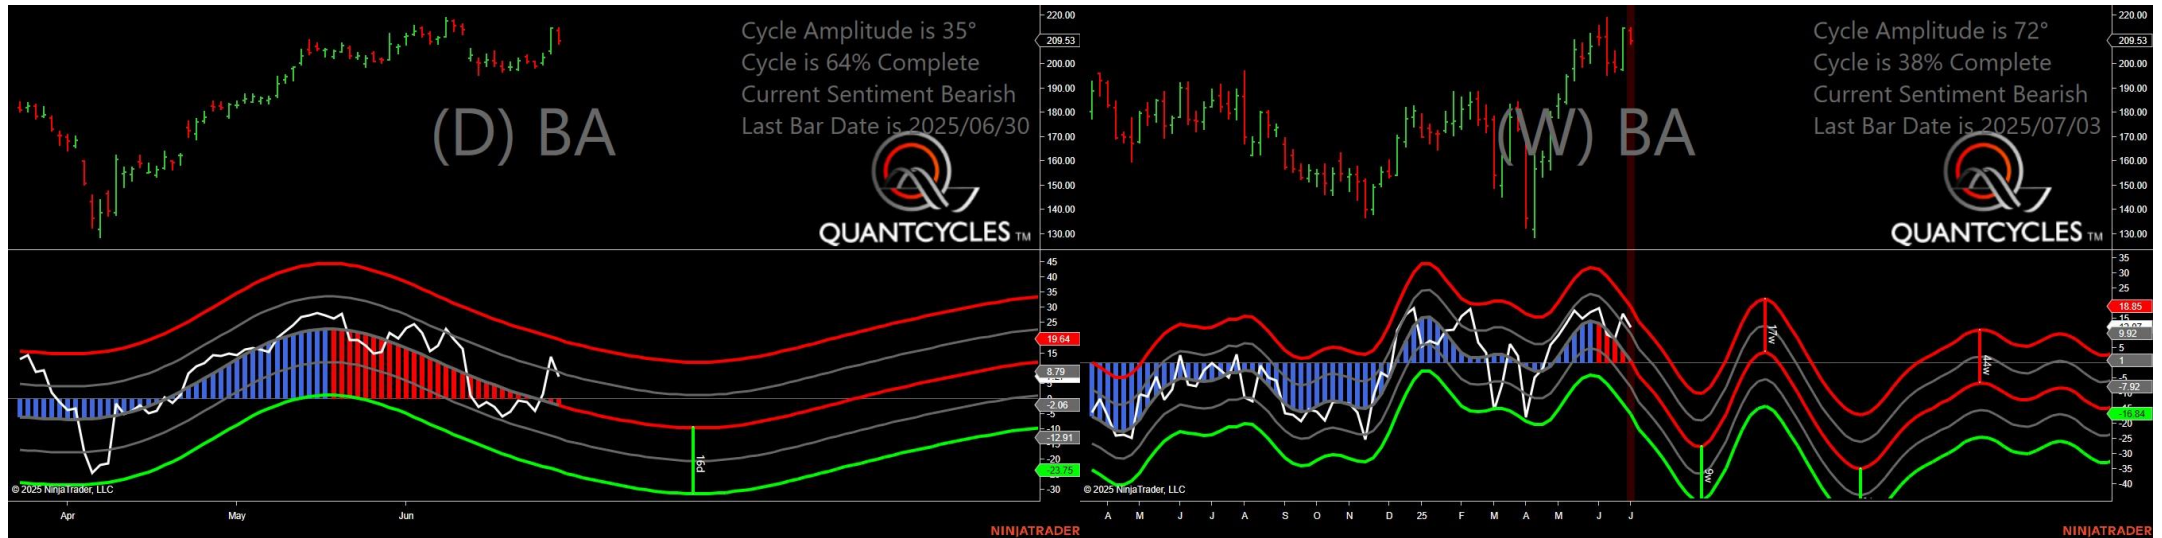 Cycle Amplitude is 35°
Cycle is 64% Complete
Current Sentiment Bearish
Last Bar Date is 2025/06/30
(D) BA
QUANTCYCLES TM
220.00
209.53
200.00
190.00
180.00
170.00
160.00
150.00
140.00
130.00
45
40
35
30
25
19.64
15
8.79
-2.06
-5
-10
-12.91
-20
-23.75
-30
16d
© 2025 NinjaTrader, LLC
Apr May Jun
NINJATRADER
Cycle Amplitude is 72°
Cycle is 38% Complete
Current Sentiment Bearish
Last Bar Date is 2025/07/03
(W) BA
QUANTCYCLES TM
220.00
209.53
200.00
190.00
180.00
170.00
160.00
150.00
140.00
130.00
35
30
25
18.85
15
9.92
5
1
-5
-7.92
-16.84
-20
-25
-30
-35
-40
17w
44w
9w
© 2025 NinjaTrader, LLC
A M J J A S O N D 25 F M A M J J
NINJATRADER